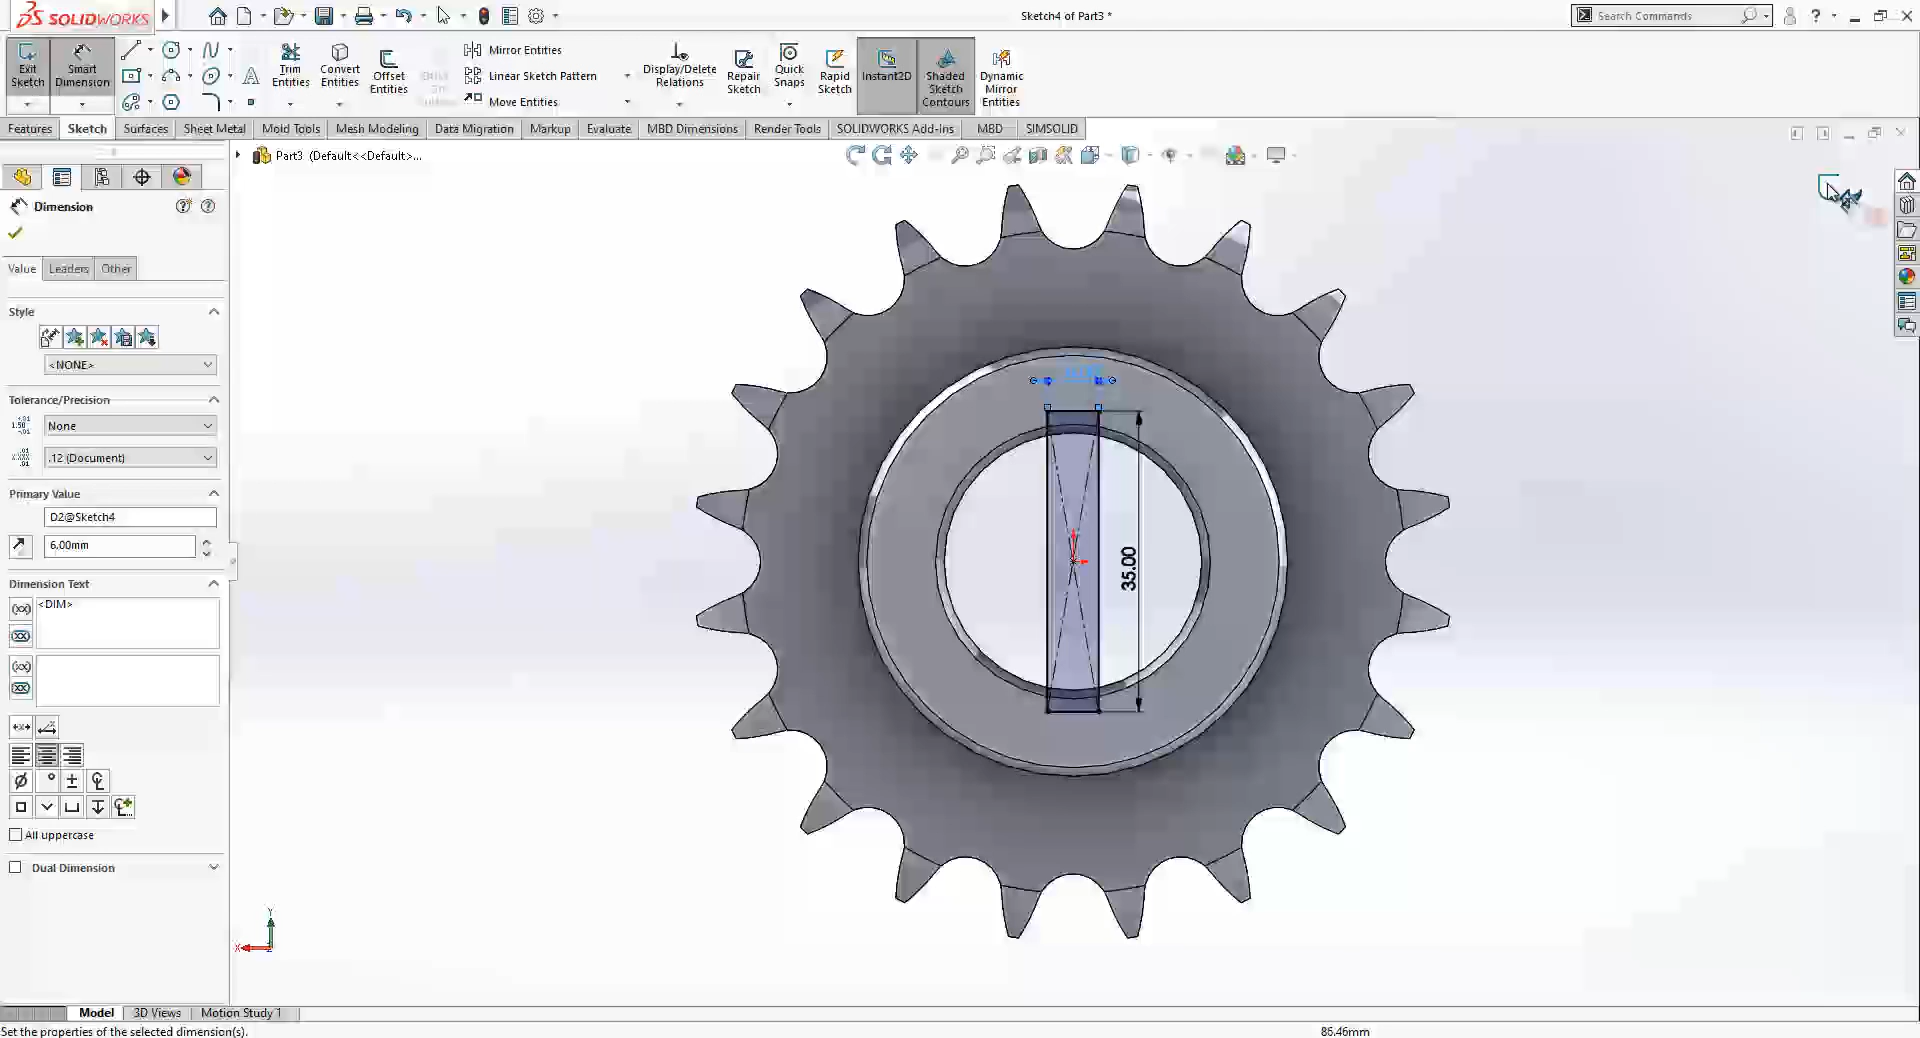 SOLIDWORKS
Sketch4 of Part3 *
Search Commands
Exit Sketch
Smart Dimension
Trim Entities
Convert Entities
Offset Entities
Mirror Entities
Linear Sketch Pattern
Move Entities
Display/Delete Relations
Repair Sketch
Quick Snaps
Rapid Sketch
Instant2D
Shaded Sketch Contours
Dynamic Mirror Entities
Features
Sketch
Surfaces
Sheet Metal
Mold Tools
Mesh Modeling
Data Migration
Markup
Evaluate
MBD Dimensions
Render Tools
SOLIDWORKS Add-Ins
MBD
SIMSOLID
Part3 (Default<<Default>...
Dimension
Value
Leaders
Other
Style
<NONE>
Tolerance/Precision
None
.12 (Document)
Primary Value
D2@Sketch4
6.00mm
Dimension Text
<DIM>
All uppercase
Dual Dimension
35.00
Y
X
Model
3D Views
Motion Study 1
Set the properties of the selected dimension(s).
86.46mm